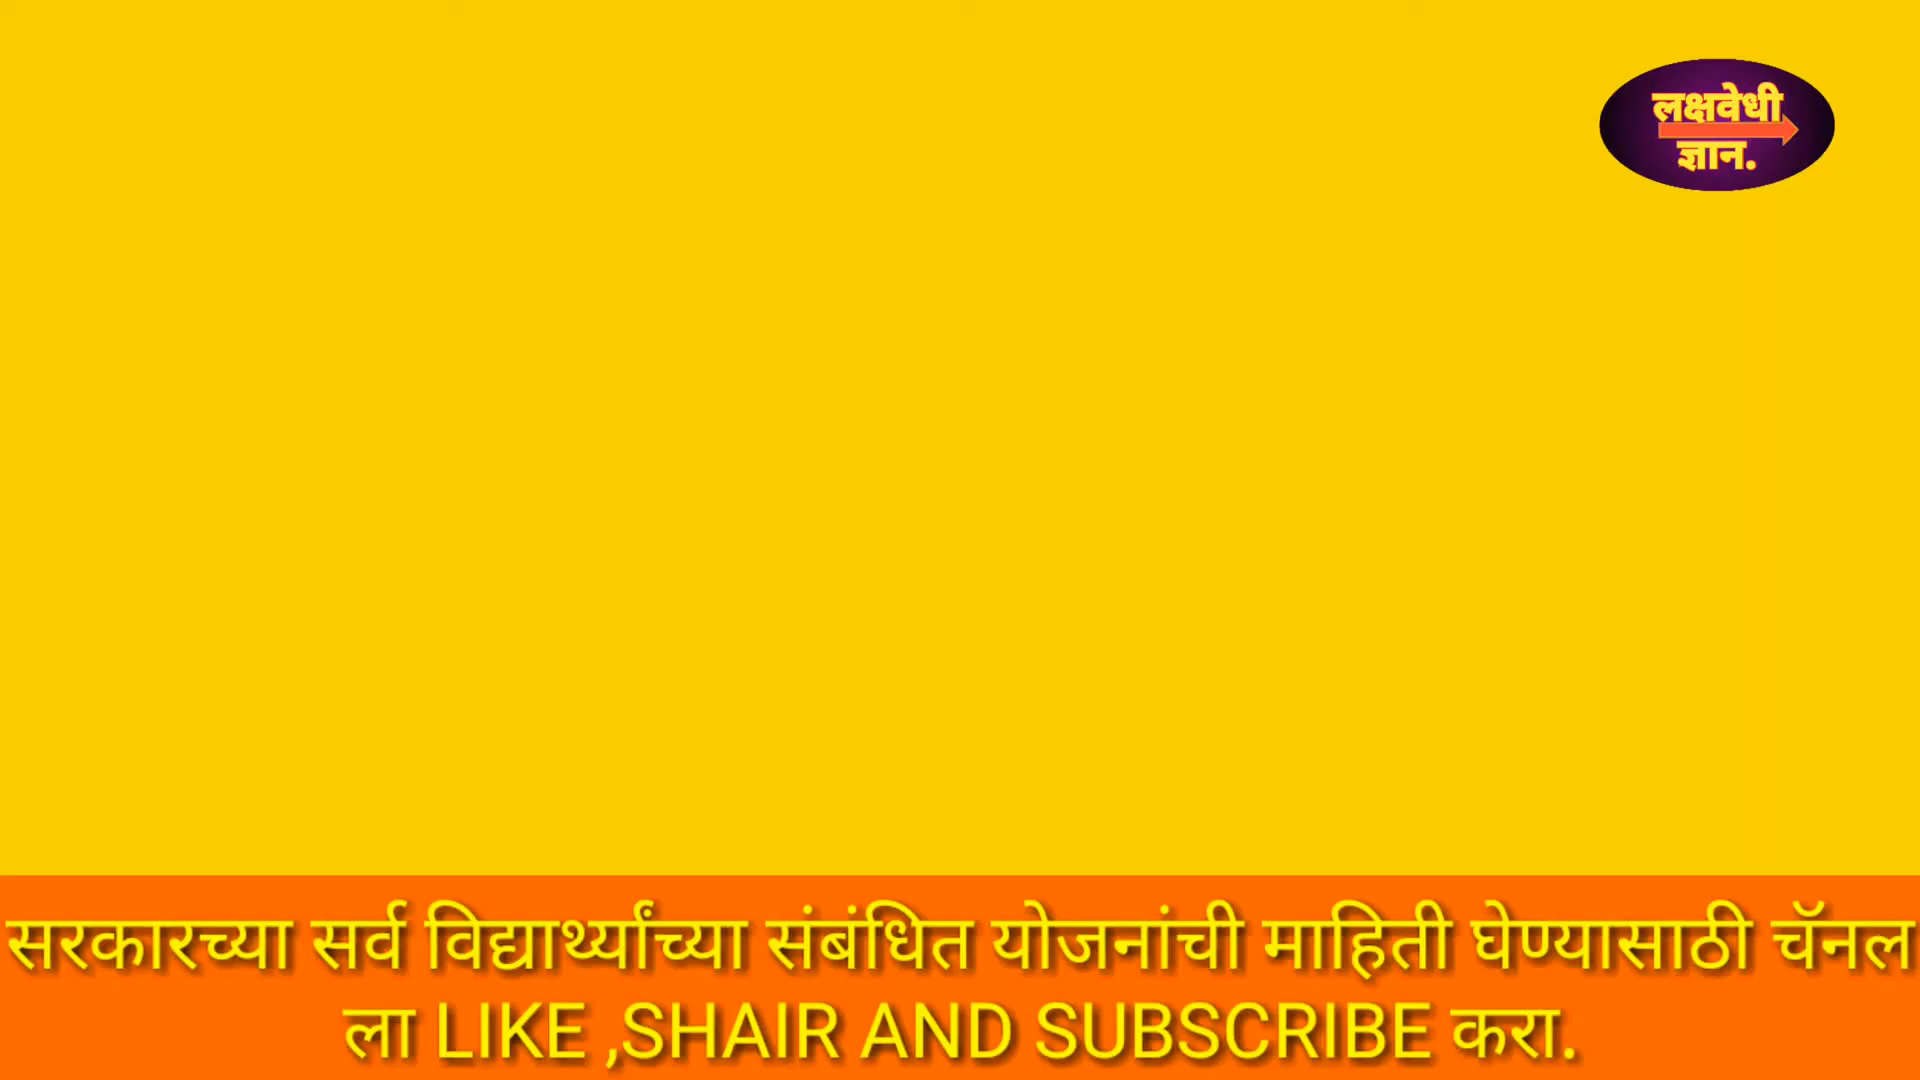 लक्षवेधी
ज्ञान.
सरकारच्या सर्व विद्यार्थ्यांच्या संबंधित योजनांची माहिती घेण्यासाठी चॅनल
ला LIKE ,SHAIR AND SUBSCRIBE करा.